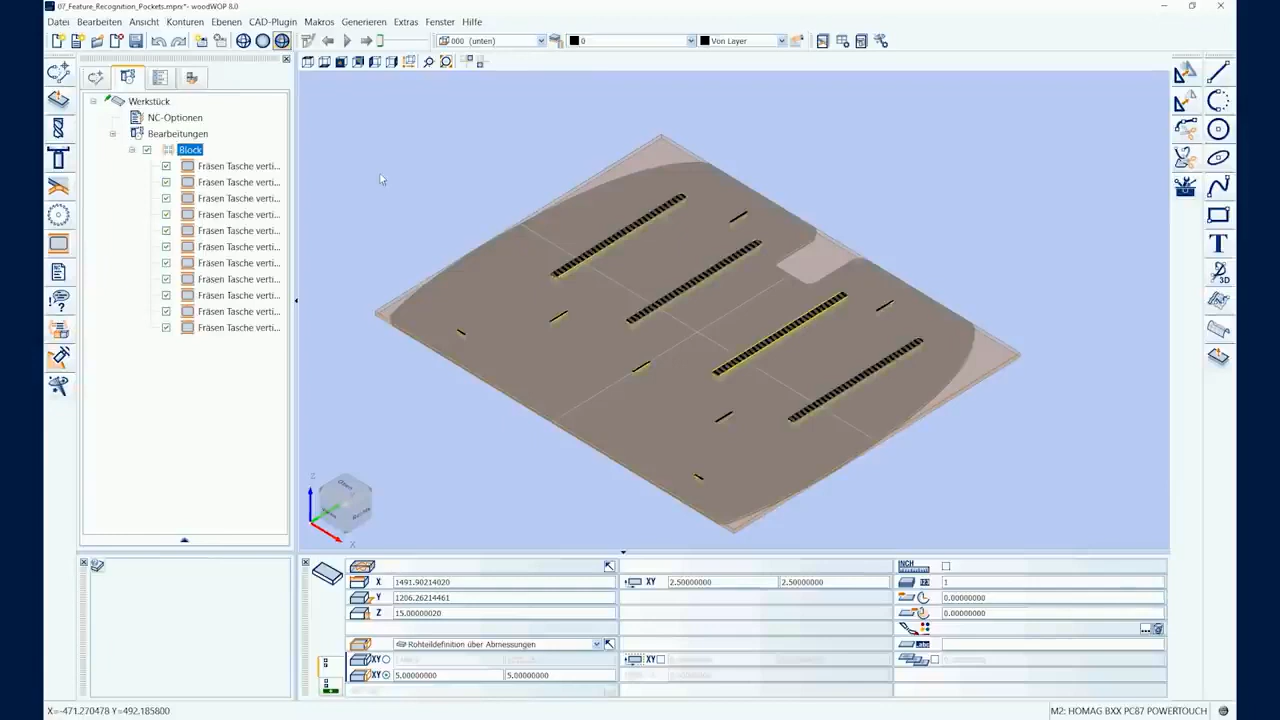 07_Feature_Recognition_Pockets.mprx*- woodWOP 8.0
Datei Bearbeiten Ansicht Konturen Ebenen CAD-Plugin Makros Generieren Extras Fenster Hilfe
000 (unten) 0 Von Layer
Werkstück
NC-Optionen
Bearbeitungen
Block
Fräsen Tasche verti...
Fräsen Tasche verti...
Fräsen Tasche verti...
Fräsen Tasche verti...
Fräsen Tasche verti...
Fräsen Tasche verti...
Fräsen Tasche verti...
Fräsen Tasche verti...
Fräsen Tasche verti...
Fräsen Tasche verti...
Fräsen Tasche verti...
Z
X
INCH
X 1491.90214020 XY 2.50000000 2.50000000 1
Y 1206.26214461 0.00000000
Z 15.00000020 0.00000000
Rohteildefinition über Abmessungen
XY XY
XY 5.00000000 5.00000000
X=-471.270478 Y=492.185800
M2: HOMAG BXX PC87 POWERTOUCH